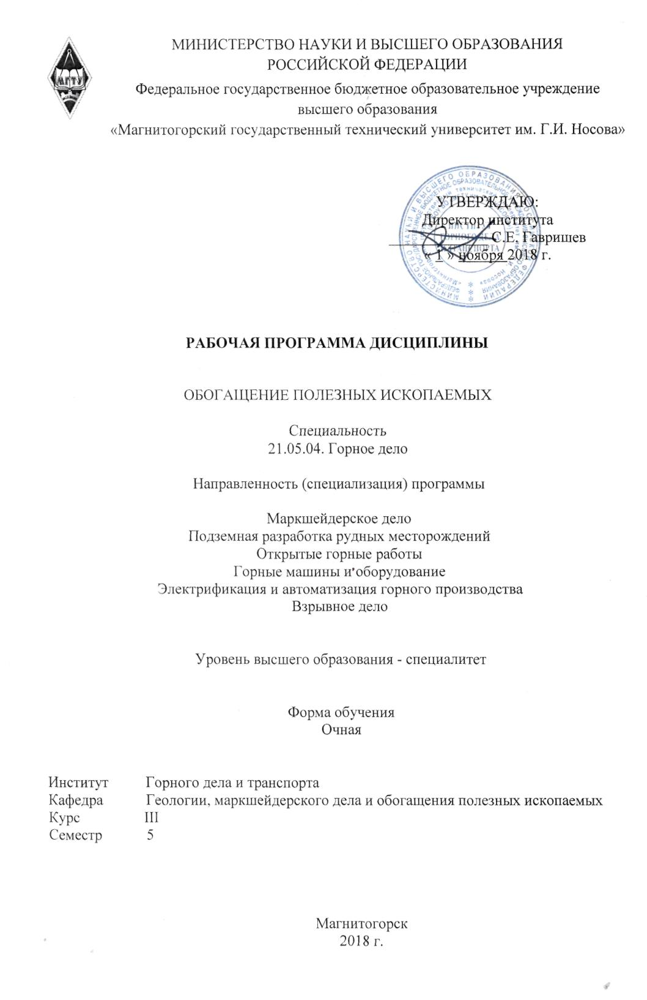 МИНИСТЕРСТВО НАУКИ И ВЫСШЕГО ОБРАЗОВАНИЯ
РОССИЙСКОЙ ФЕДЕРАЦИИ
Федеральное государственное бюджетное образовательное учреждение
высшего образования
«Магнитогорский государственный технический университет им. Г.И. Носова»
МГТУ
УТВЕРЖДАЮ:
Директор института
С.Е. Гавришев
« 1 » ноября 2018 г.
РАБОЧАЯ ПРОГРАММА ДИСЦИПЛИНЫ
ОБОГАЩЕНИЕ ПОЛЕЗНЫХ ИСКОПАЕМЫХ
Специальность
21.05.04. Горное дело
Направленность (специализация) программы
Маркшейдерское дело
Подземная разработка рудных месторождений
Открытые горные работы
Горные машины и оборудование
Электрификация и автоматизация горного производства
Взрывное дело
Уровень высшего образования - специалитет
Форма обучения
Очная
Институт Горного дела и транспорта
Кафедра Геологии, маркшейдерского дела и обогащения полезных ископаемых
Курс III
Семестр 5
Магнитогорск
2018 г.